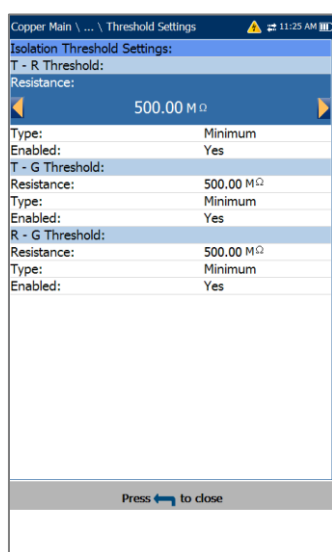 Copper Main \ ... \ Threshold Settings 11:25 AM
Isolation Threshold Settings:
T - R Threshold:
Resistance:
500.00 M Ω
Type: Minimum
Enabled: Yes
T - G Threshold:
Resistance: 500.00 MΩ
Type: Minimum
Enabled: Yes
R - G Threshold:
Resistance: 500.00 MΩ
Type: Minimum
Enabled: Yes
Press to close